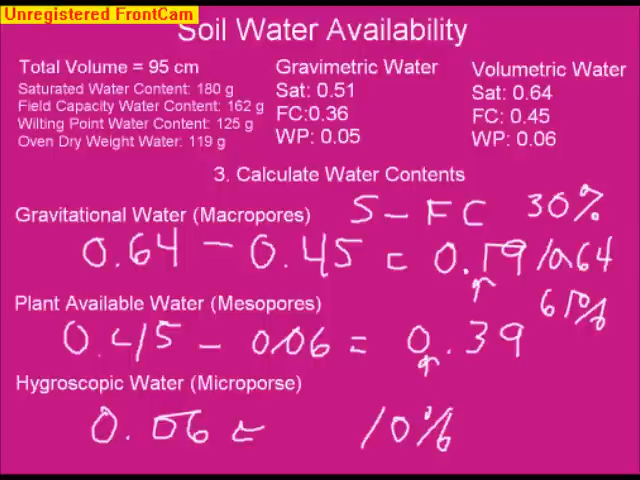 Unregistered FrontCam
Soil Water Availability
Total Volume = 95 cm
Saturated Water Content: 180 g
Field Capacity Water Content: 162 g
Wilting Point Water Content: 125 g
Oven Dry Weight Water: 119 g
Gravimetric Water
Sat: 0.51
FC:0.36
WP: 0.05
Volumetric Water
Sat: 0.64
FC: 0.45
WP: 0.06
3. Calculate Water Contents
Gravitational Water (Macropores)
S - FC 30%
0.64 - 0.45 = 0.19/0.64
Plant Available Water (Mesopores)
61%
0.45 - 0.06 = 0.39
Hygroscopic Water (Microporse)
0.06 = 10%